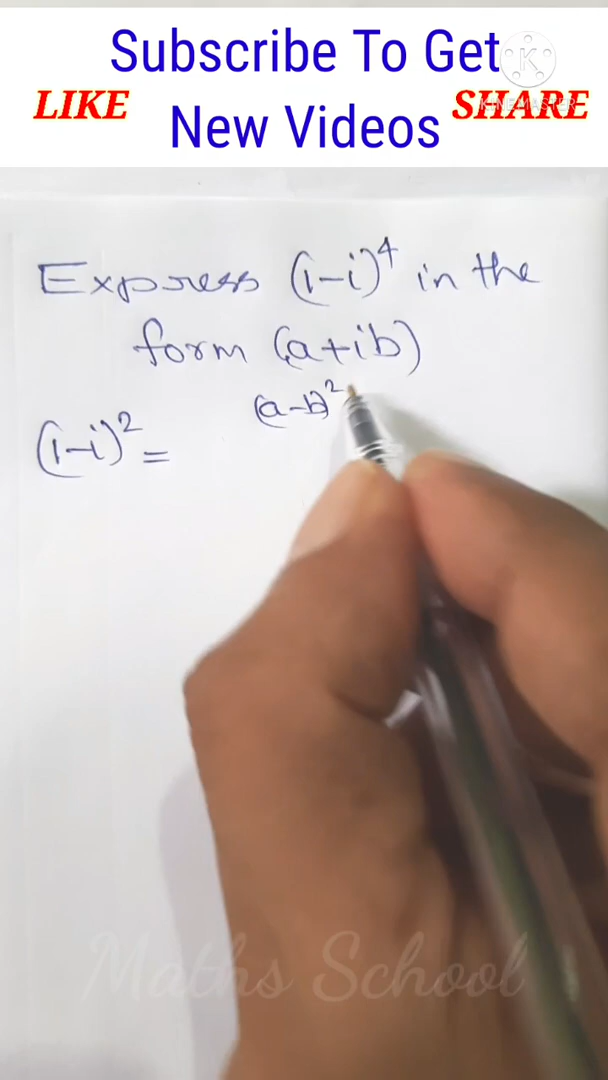 Subscribe To Get
LIKE
SHARE
New Videos
KINEMASTER
Express (1-i)⁴ in the
form (a+ib)
(a-b)²
(1-i)² =
Maths School